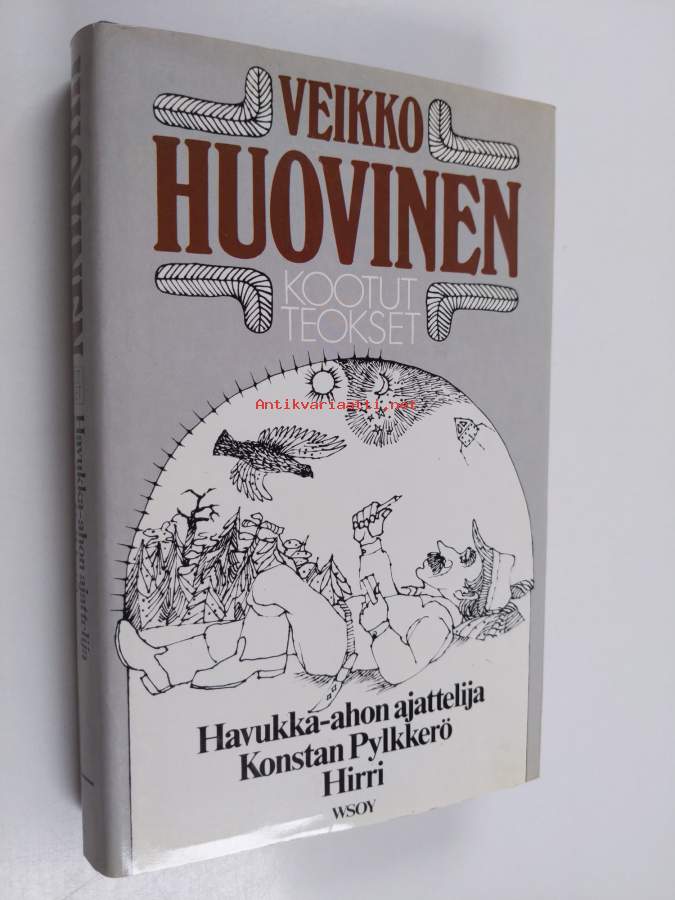 VEIKKO
HUOVINEN
KOOTUT
TEOKSET
Antikvariaatti.net
Havukka-ahon ajattelija
Konstan Pylkkerö
Hirri
WSOY
HUOVINEN
Havukka-ahon ajattelija